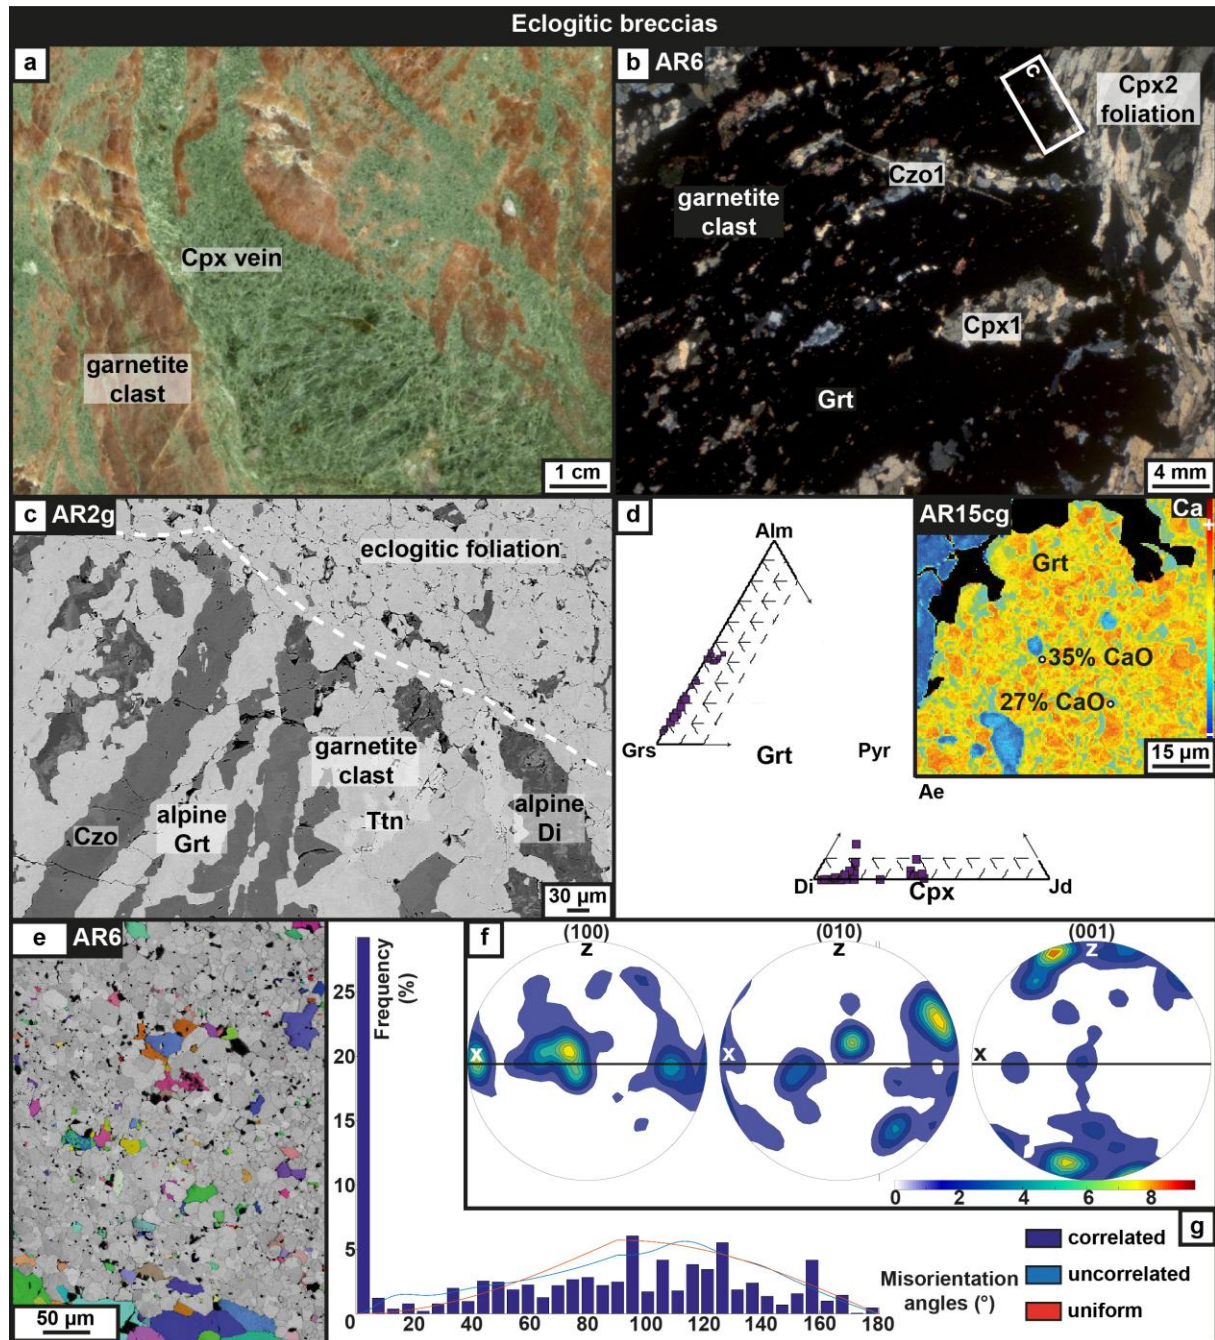 Eclogitic breccias
a
Cpx vein
garnetite
clast
1 cm
b AR6
C
Cpx2
foliation
Czo1
garnetite
clast
Cpx1
Grt
4 mm
c AR2g
eclogitic foliation
garnetite
clast
alpine
Grt
Czo
Ttn
alpine
Di
30 µm
d
Alm
Grs
Grt
Pyr
AR15cg
Ca
+
Grt
35% CaO
27% CaO
-
15 µm
Ae
Di
Cpx
Jd
e AR6
50 µm
Frequency
(%)
25
20
15
10
5
0
20 40 60 80 100 120 140 160 180
Misorientation
angles (°)
f
(100) (010) (001)
z z
x x x
0 2 4 6 8
g
correlated
uncorrelated
uniform